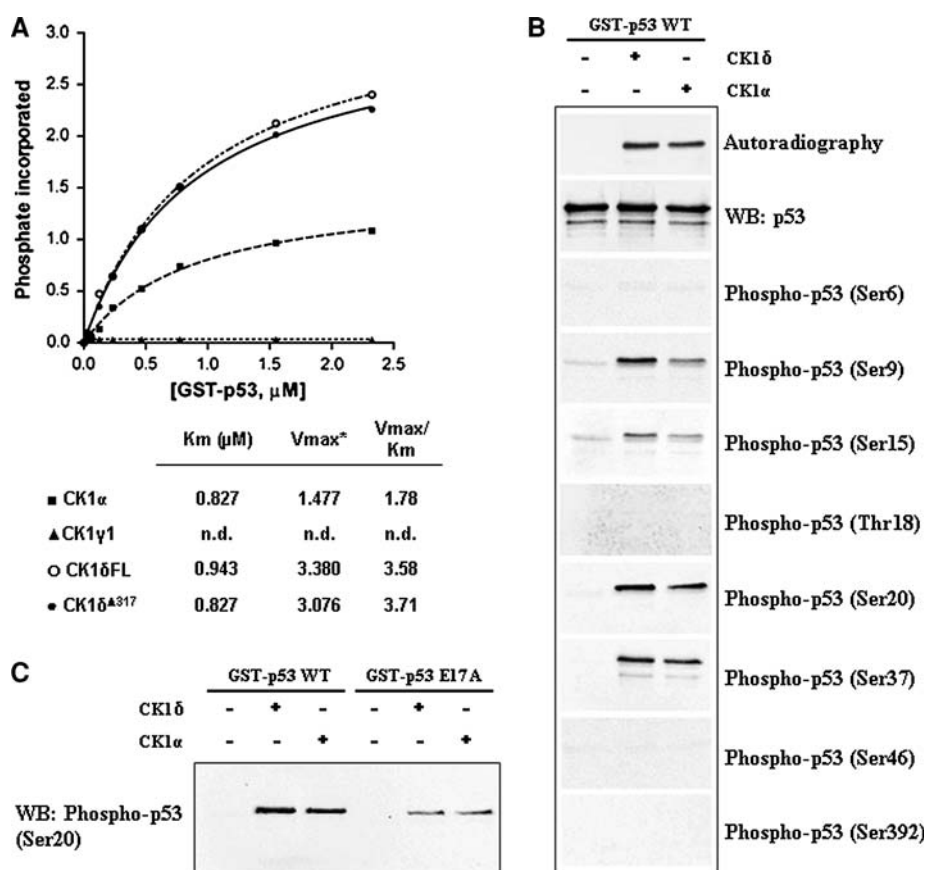 A
Phosphate incorporated
3.0
2.5
2.0
1.5
1.0
0.5
0.0
0.0 0.5 1.0 1.5 2.0 2.5
[GST-p53, µM]
Km (µM) Vmax* Vmax/Km
■ CK1α 0.827 1.477 1.78
▲CK1γ1 n.d. n.d. n.d.
○ CK1δFL 0.943 3.380 3.58
● CK1δ▲317 0.827 3.076 3.71
B
GST-p53 WT
- + - CK1δ
- - + CK1α
Autoradiography
WB: p53
Phospho-p53 (Ser6)
Phospho-p53 (Ser9)
Phospho-p53 (Ser15)
Phospho-p53 (Thr18)
Phospho-p53 (Ser20)
Phospho-p53 (Ser37)
Phospho-p53 (Ser46)
Phospho-p53 (Ser392)
C
GST-p53 WT GST-p53 E17A
CK1δ - + - - + -
CK1α - - + - - +
WB: Phospho-p53
(Ser20)